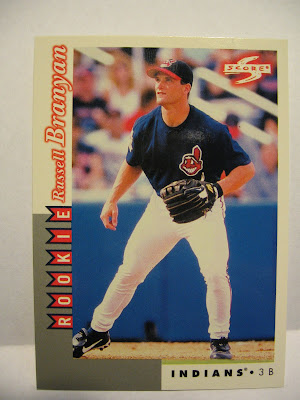 SCORE®
ROOKIE Russell Branyan
INDIANS® • 3B